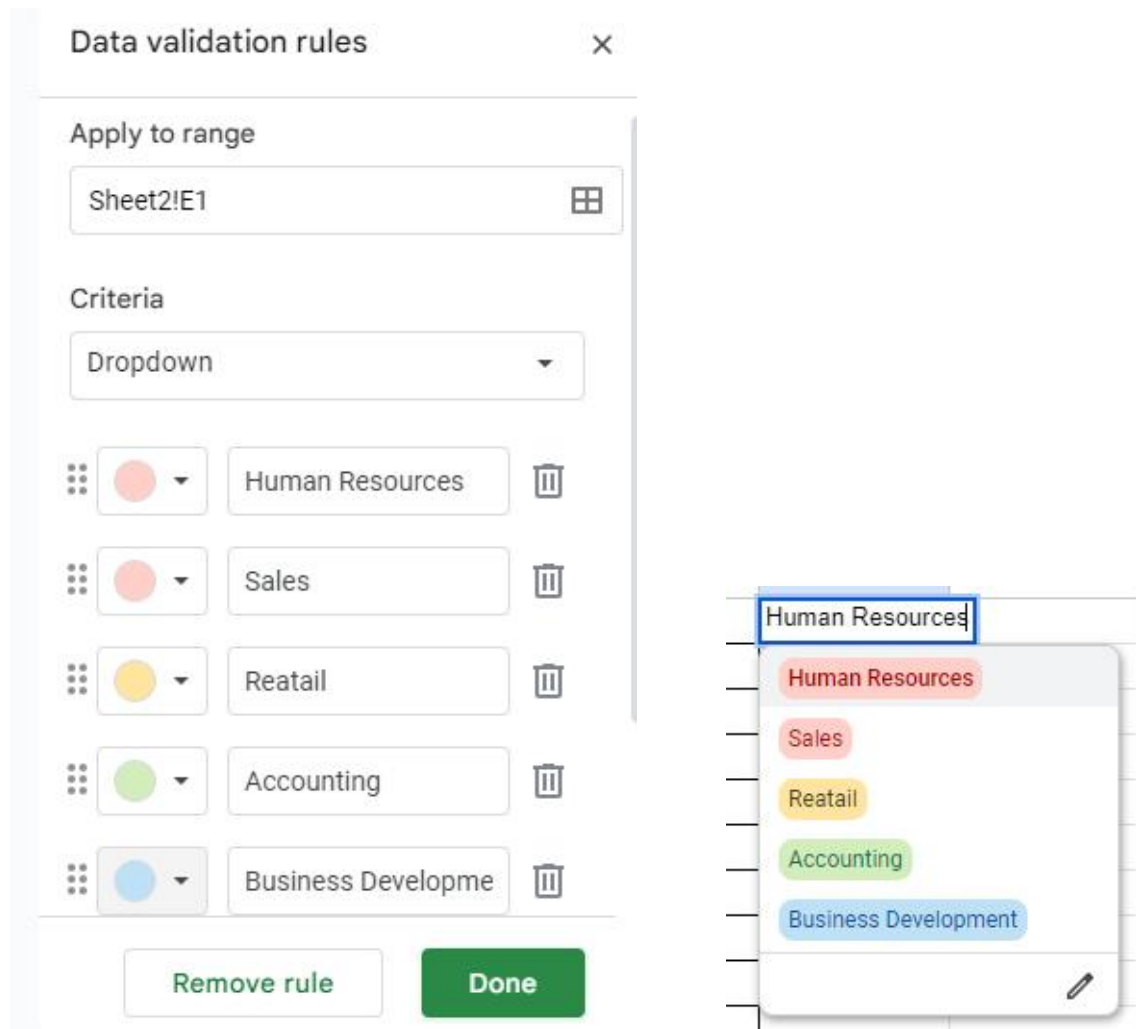 Data validation rules
Apply to range
Sheet2!E1
Criteria
Dropdown
Human Resources
Sales
Reatail
Accounting
Business Developme
Remove rule
Done
Human Resources
Human Resources
Sales
Reatail
Accounting
Business Development